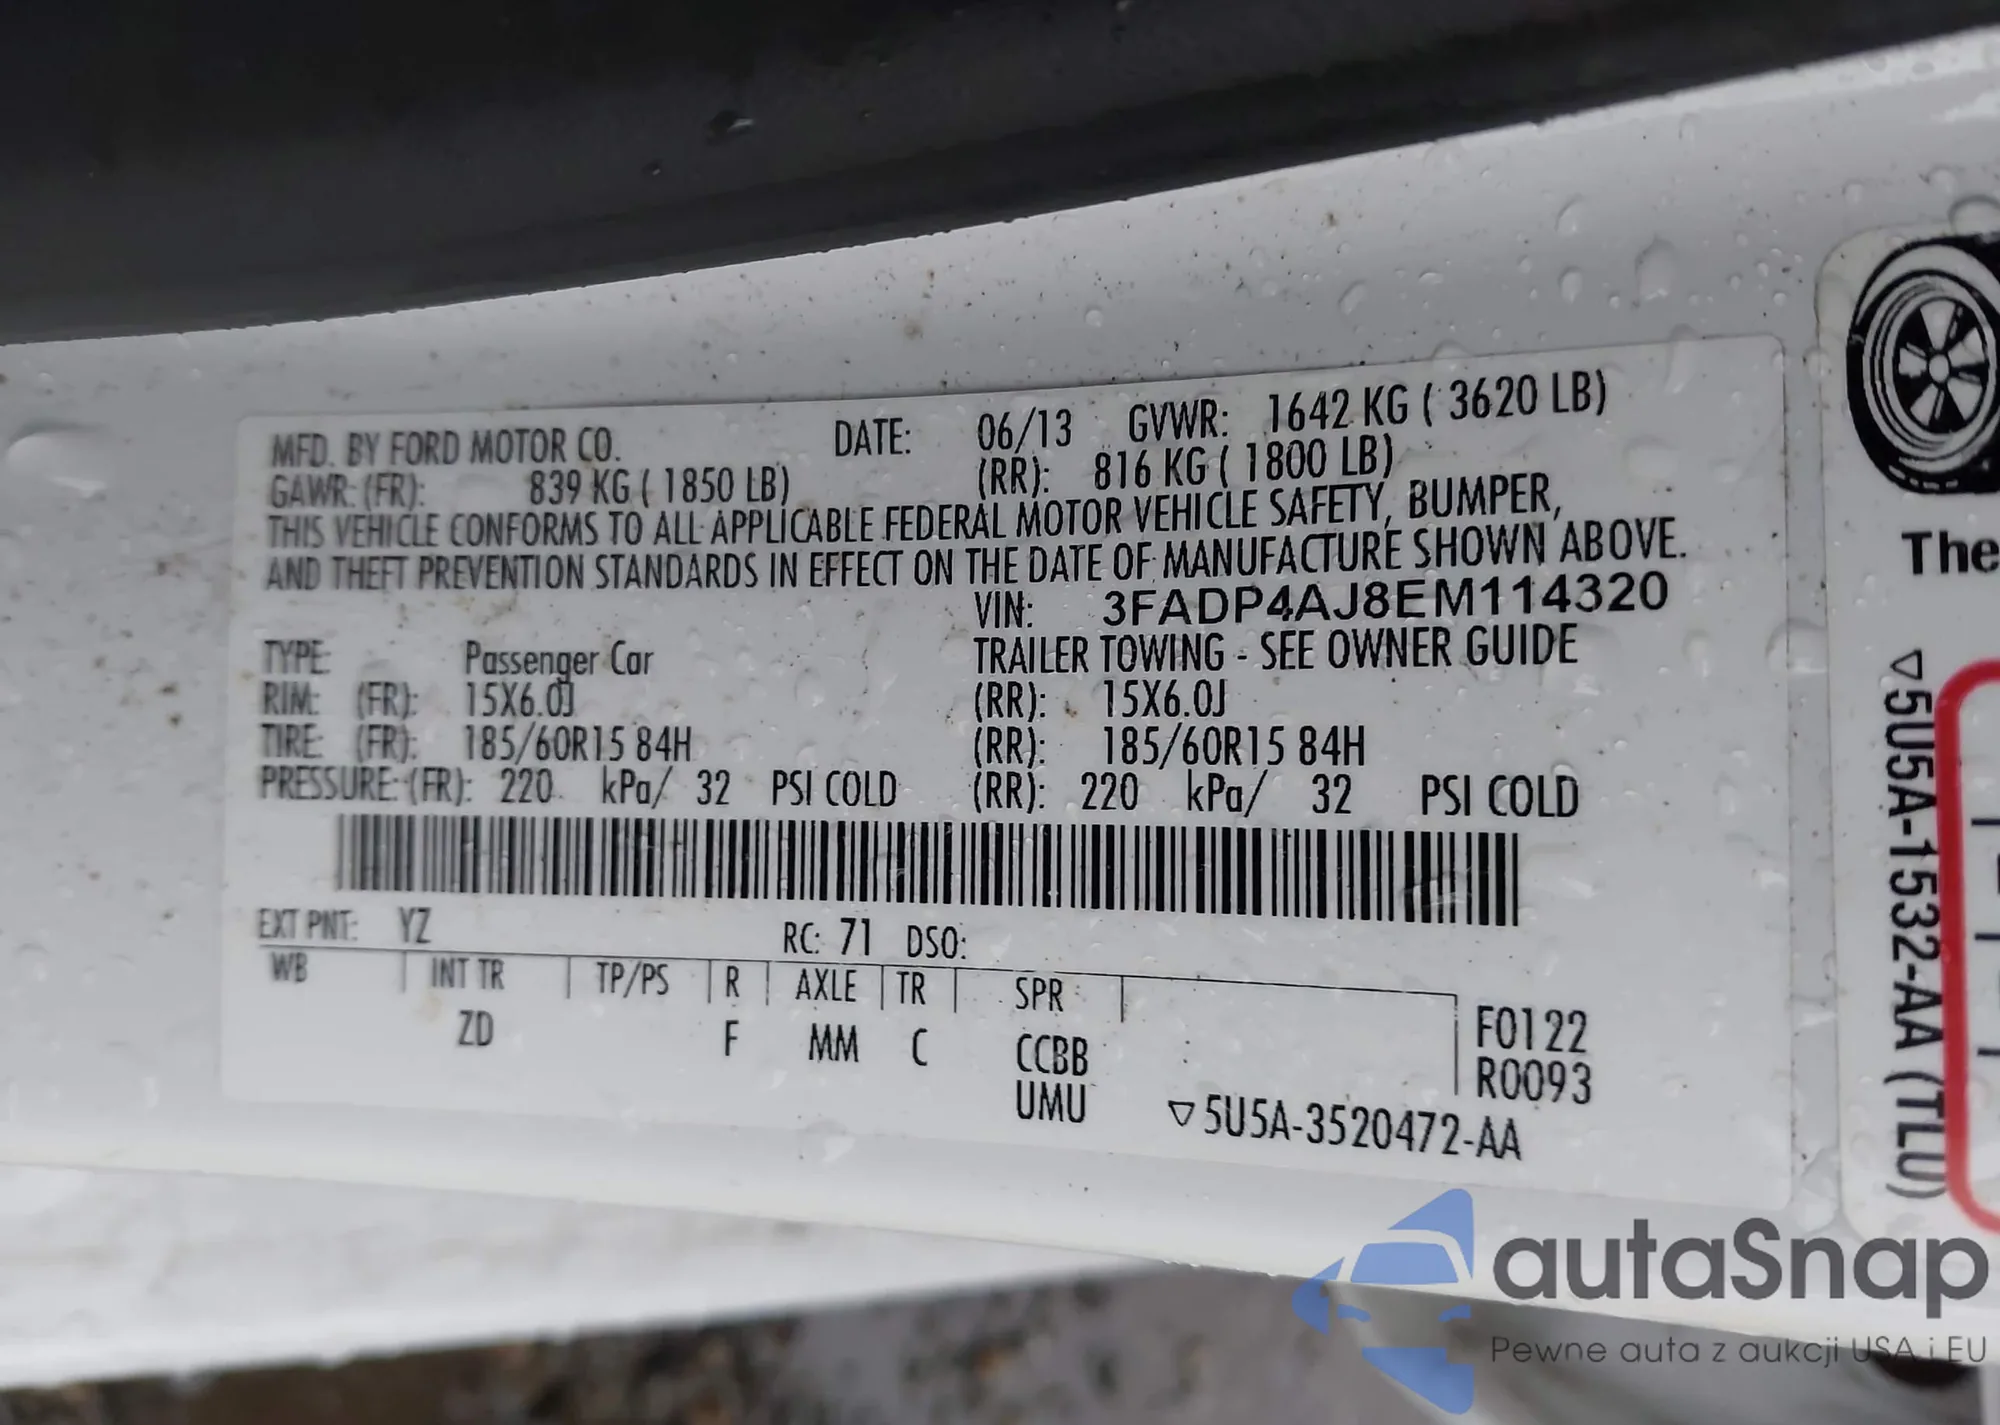 MFD. BY FORD MOTOR CO. DATE: 06/13 GVWR: 1642 KG ( 3620 LB)
GAWR: (FR): 839 KG ( 1850 LB) (RR): 816 KG ( 1800 LB)
THIS VEHICLE CONFORMS TO ALL APPLICABLE FEDERAL MOTOR VEHICLE SAFETY, BUMPER,
AND THEFT PREVENTION STANDARDS IN EFFECT ON THE DATE OF MANUFACTURE SHOWN ABOVE.
VIN: 3FADP4AJ8EM114320
TYPE: Passenger Car TRAILER TOWING - SEE OWNER GUIDE
RIM: (FR): 15X6.0J (RR): 15X6.0J
TIRE: (FR): 185/60R15 84H (RR): 185/60R15 84H
PRESSURE: (FR): 220 kPa/ 32 PSI COLD (RR): 220 kPa/ 32 PSI COLD
EXT PNT: YZ RC: 71 DSO:
WB INT TR TP/PS R AXLE TR SPR
ZD F MM C CCBB
UMU
F0122
R0093
▽5U5A-3520472-AA
The
▽5U5A-1532-AA (TLU)
autaSnap
Pewne auta z aukcji USA i EU